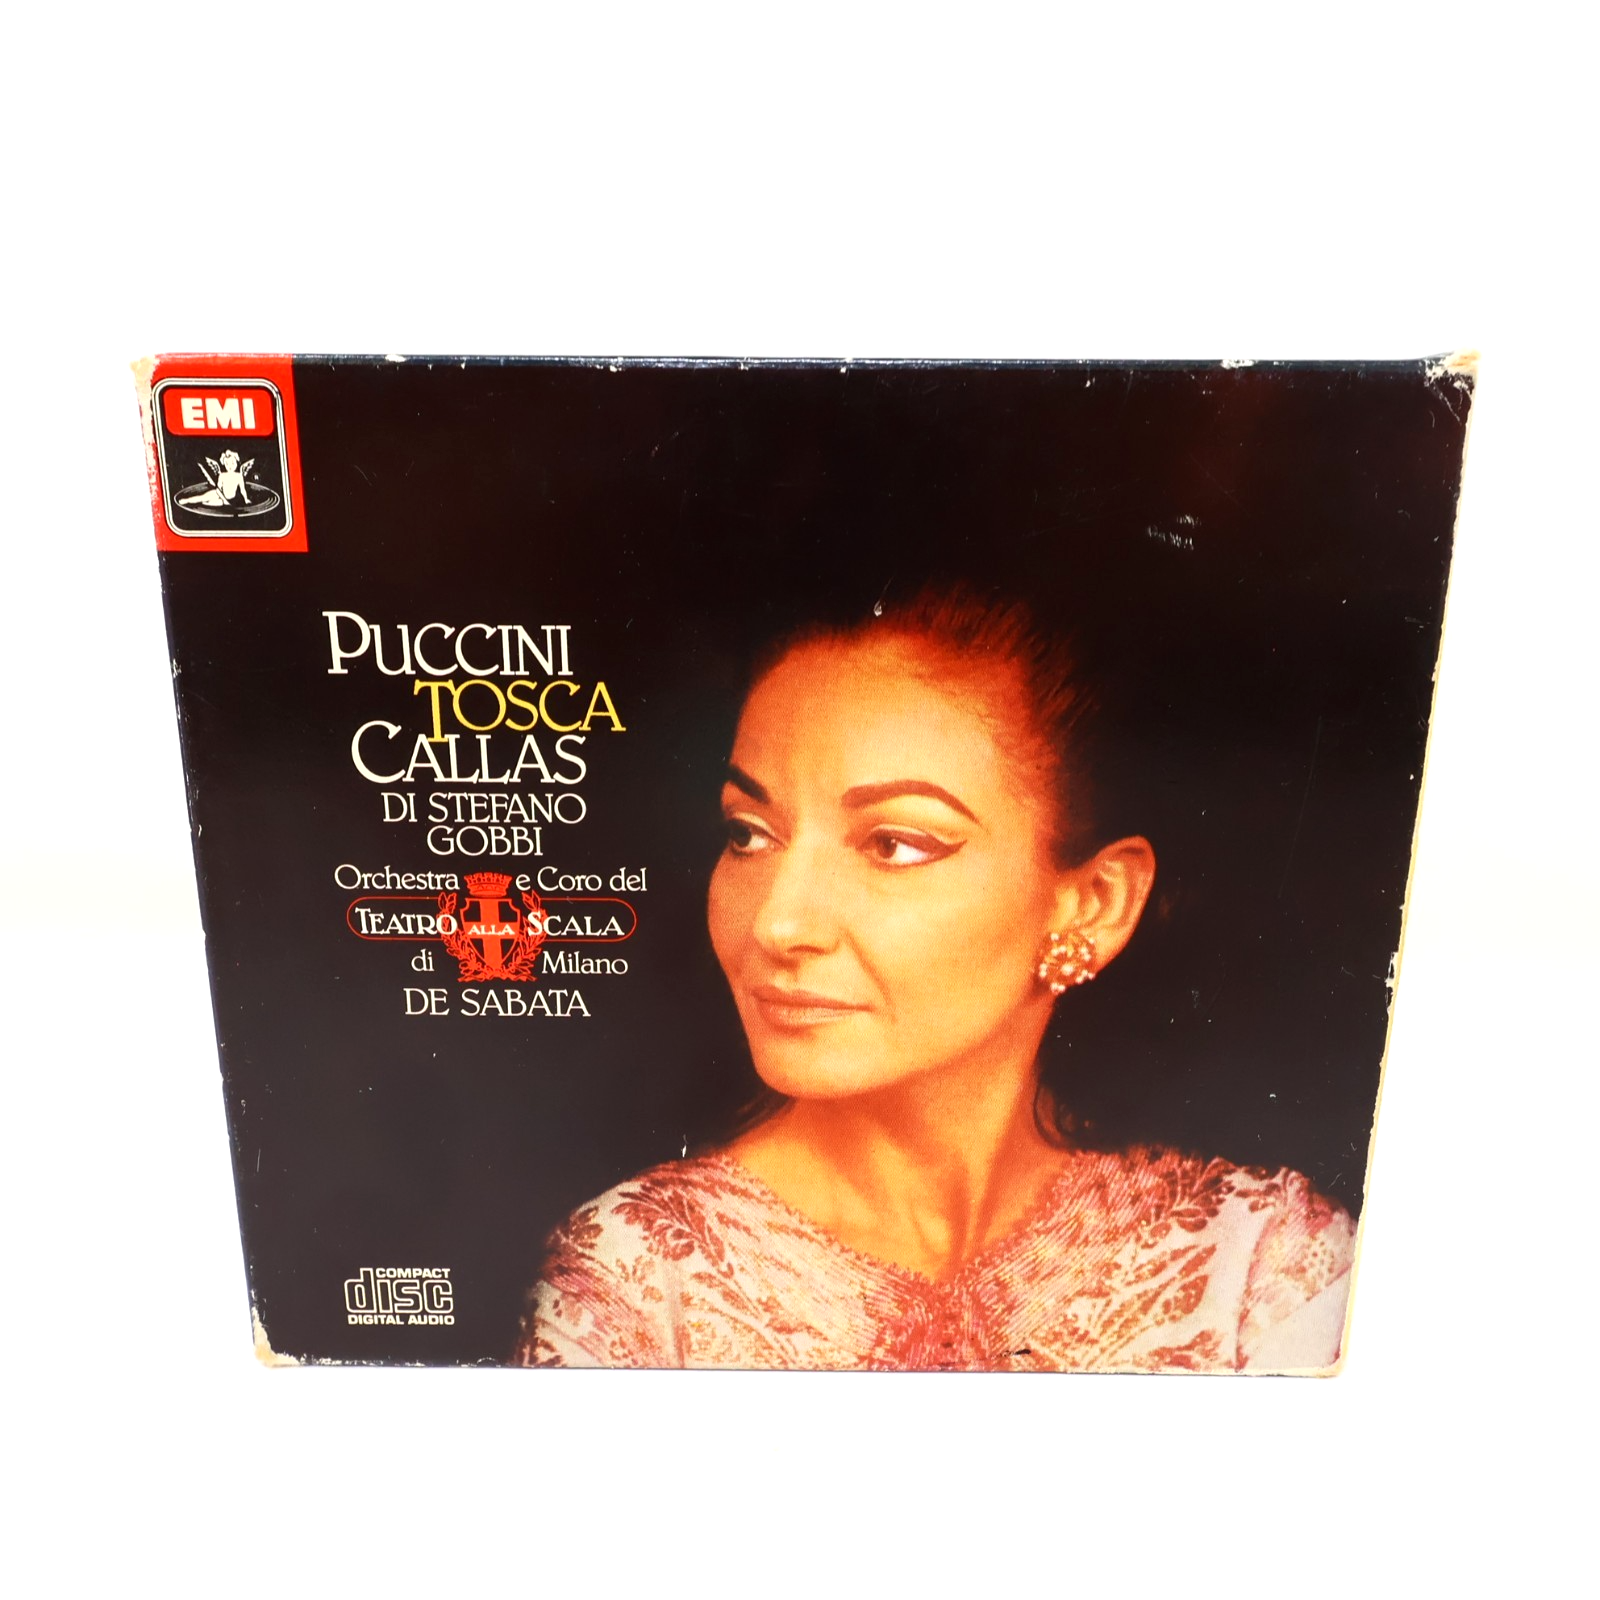 EMI
PUCCINI
TOSCA
CALLAS
DI STEFANO
GOBBI
Orchestra e Coro del
TEATRO ALLA SCALA
di Milano
DE SABATA
COMPACT
disc
DIGITAL AUDIO